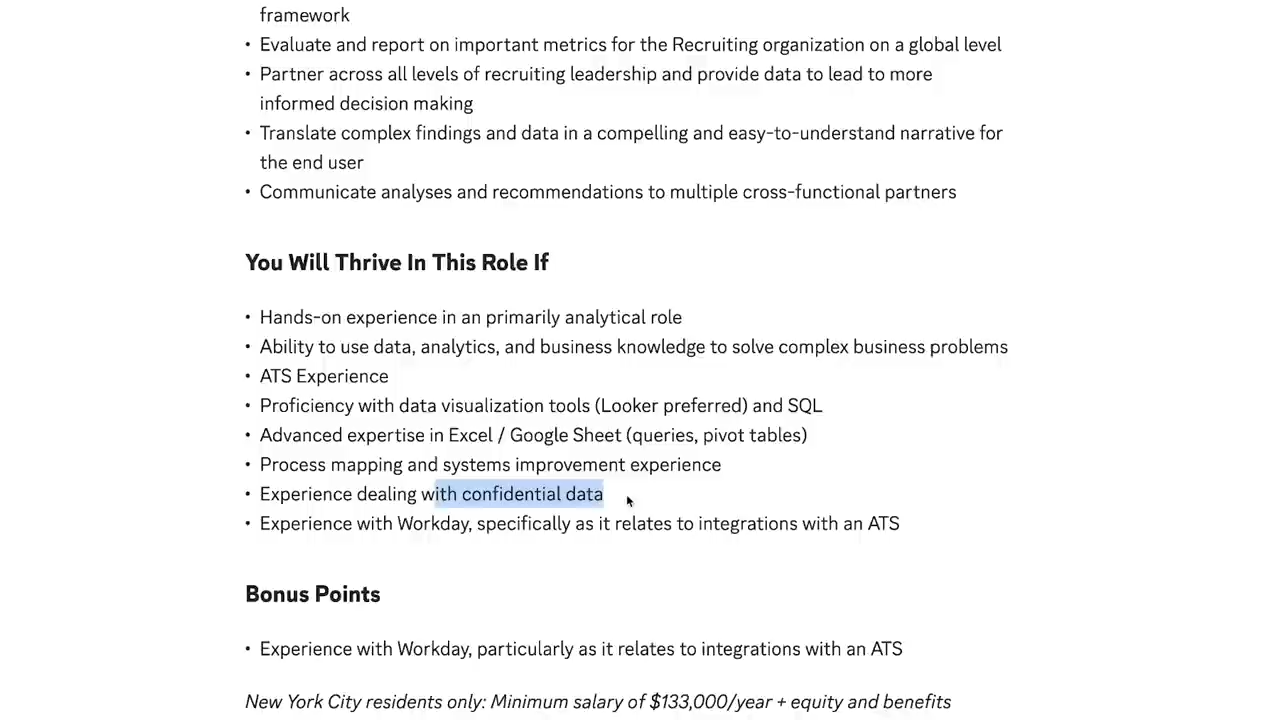 framework
• Evaluate and report on important metrics for the Recruiting organization on a global level
• Partner across all levels of recruiting leadership and provide data to lead to more
informed decision making
• Translate complex findings and data in a compelling and easy-to-understand narrative for
the end user
• Communicate analyses and recommendations to multiple cross-functional partners
You Will Thrive In This Role If
• Hands-on experience in an primarily analytical role
• Ability to use data, analytics, and business knowledge to solve complex business problems
• ATS Experience
• Proficiency with data visualization tools (Looker preferred) and SQL
• Advanced expertise in Excel / Google Sheet (queries, pivot tables)
• Process mapping and systems improvement experience
• Experience dealing with confidential data
• Experience with Workday, specifically as it relates to integrations with an ATS
Bonus Points
• Experience with Workday, particularly as it relates to integrations with an ATS
New York City residents only: Minimum salary of $133,000/year + equity and benefits